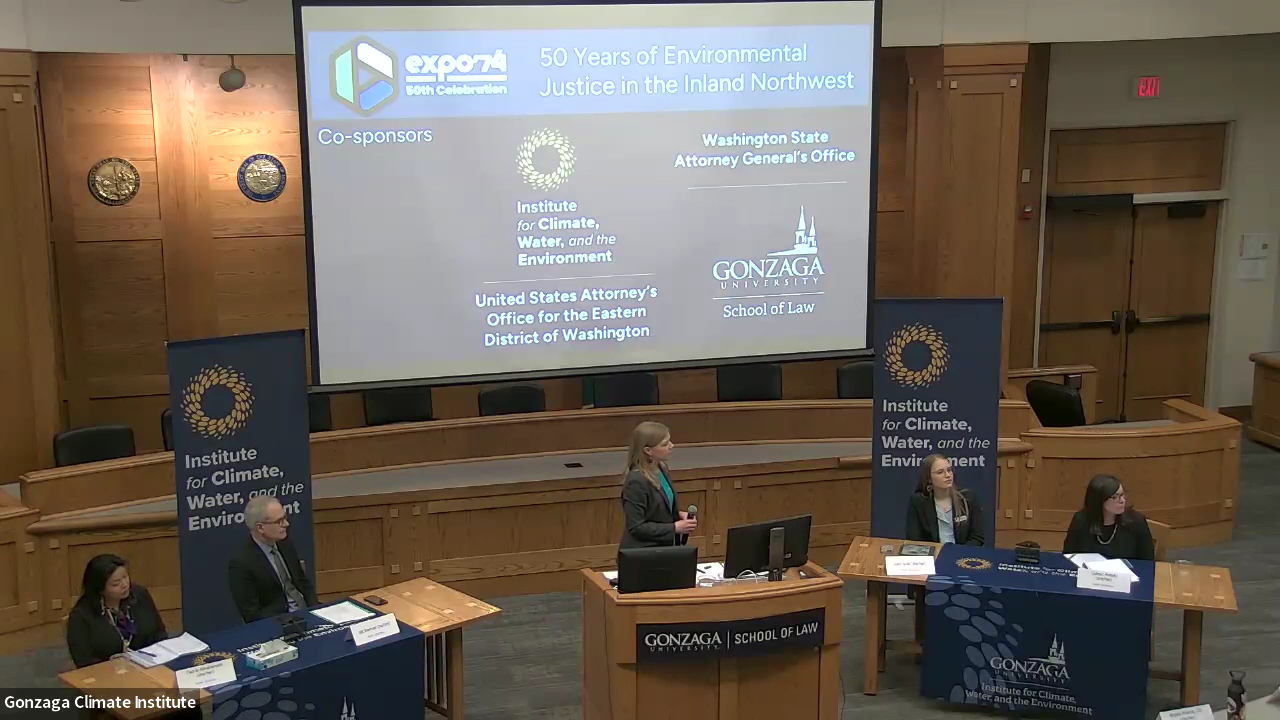 expo'74
50th Celebration
50 Years of Environmental
Justice in the Inland Northwest
Co-sponsors
Institute
for Climate,
Water, and the
Environment
United States Attorney's
Office for the Eastern
District of Washington
Washington State
Attorney General's Office
GONZAGA
UNIVERSITY
School of Law
EXIT
Institute
for Climate,
Water, and the
Institute
for Climate,
Water, and the
Environment
GONZAGA
UNIVERSITY
SCHOOL OF LAW
GONZAGA
UNIVERSITY
Institute for Climate,
Water, and the Environment
Gonzaga Climate Institute